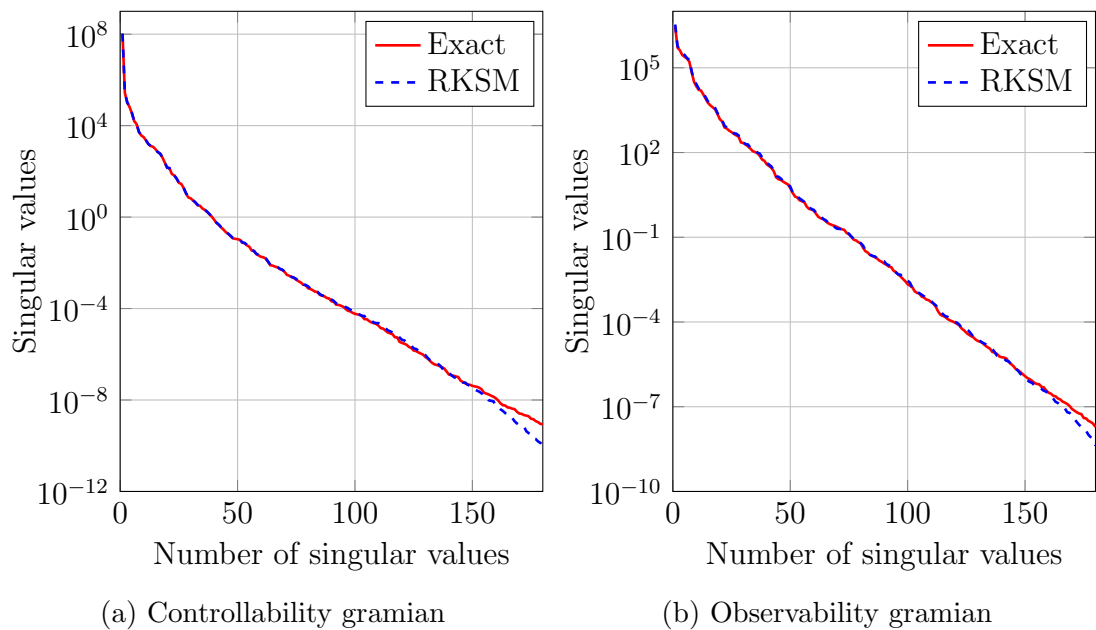 10^8
10^4
10^0
10^−4
10^−8
10^−12
0
50
100
150
Singular values
Number of singular values
Exact
RKSM
(a) Controllability gramian
10^5
10^2
10^−1
10^−4
10^−7
10^−10
0
50
100
150
Singular values
Number of singular values
Exact
RKSM
(b) Observability gramian